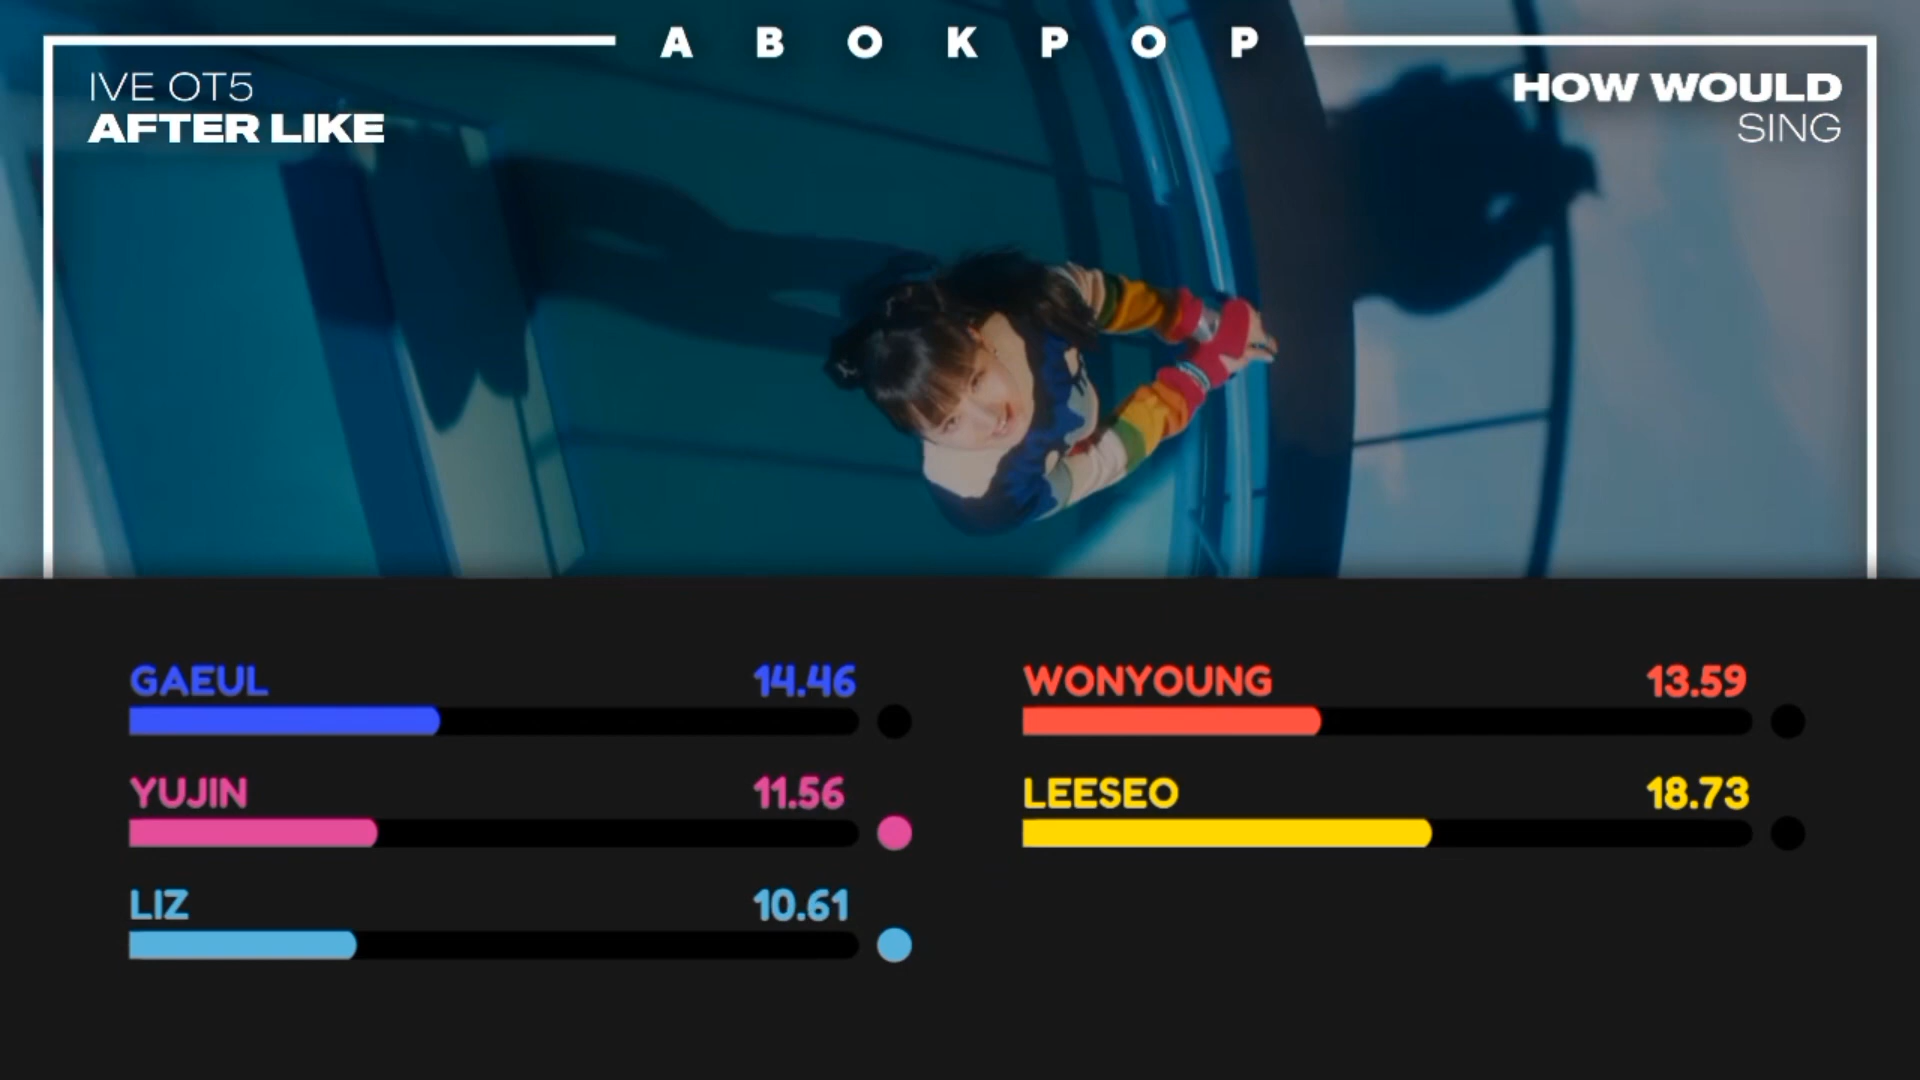 ABOKPOP
IVE OT5
AFTER LIKE
HOW WOULD
SING
GAEUL 14.46
WONYOUNG 13.59
YUJIN 11.56
LEESEO 18.73
LIZ 10.61